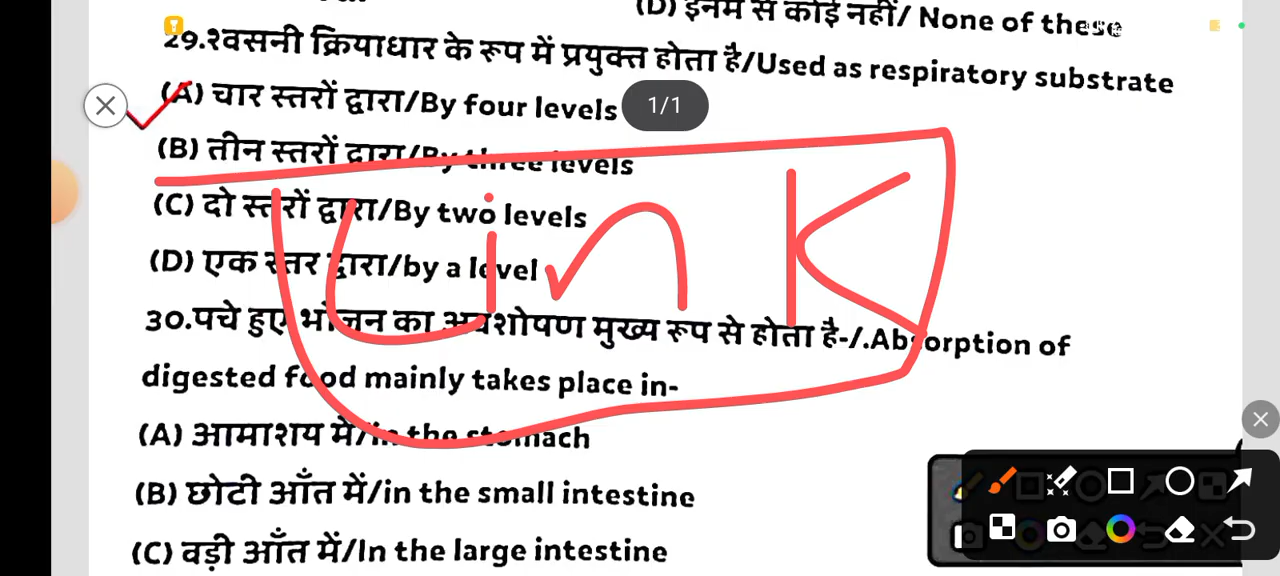 (D) इनमें से कोई नहीं/ None of these
29.श्वसनी क्रियाधार के रूप में प्रयुक्त होता है/Used as respiratory substrate
(A) चार स्तरों द्वारा/By four levels
1/1
(B) तीन स्तरों द्वारा/By three levels
(C) दो स्तरों द्वारा/By two levels
Link
(D) एक स्तर द्वारा/by a level
30.पचे हुए भोजन का अवशोषण मुख्य रूप से होता है-/.Absorption of
digested food mainly takes place in-
(A) आमाशय में/in the stomach
(B) छोटी आँत में/in the small intestine
(C) वड़ी आँत में/In the large intestine